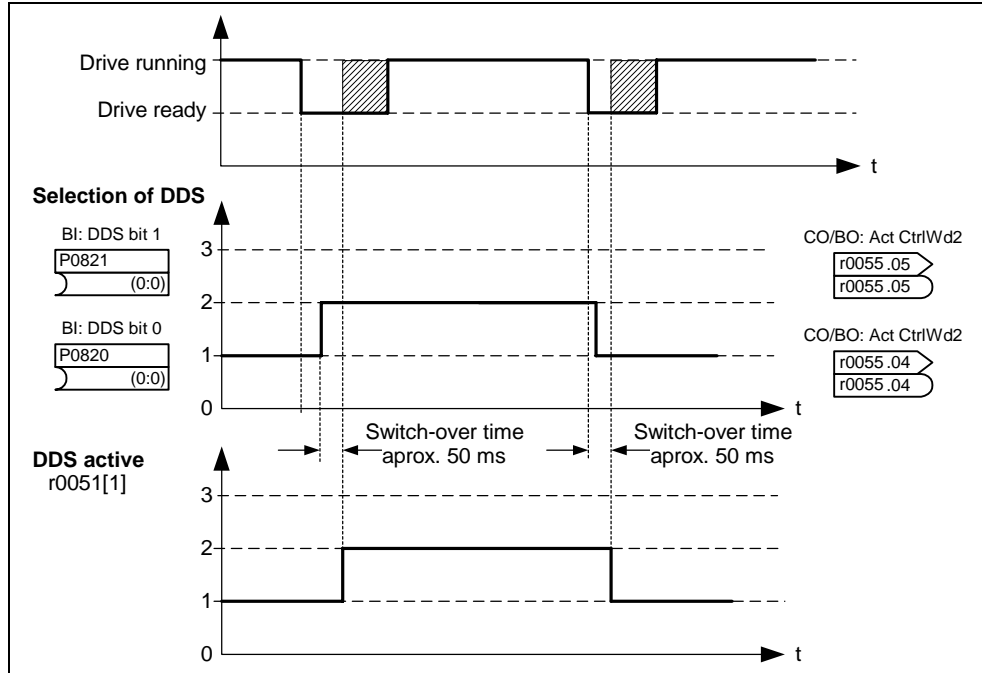 Drive running
Drive ready
t
Selection of DDS
BI: DDS bit 1
P0821
(0:0)
BI: DDS bit 0
P0820
(0:0)
3
2
1
0
t
CO/BO: Act CtrlWd2
r0055 .05
r0055 .05
CO/BO: Act CtrlWd2
r0055 .04
r0055 .04
Switch-over time
aprox. 50 ms
Switch-over time
aprox. 50 ms
DDS active
r0051[1]
3
2
1
0
t